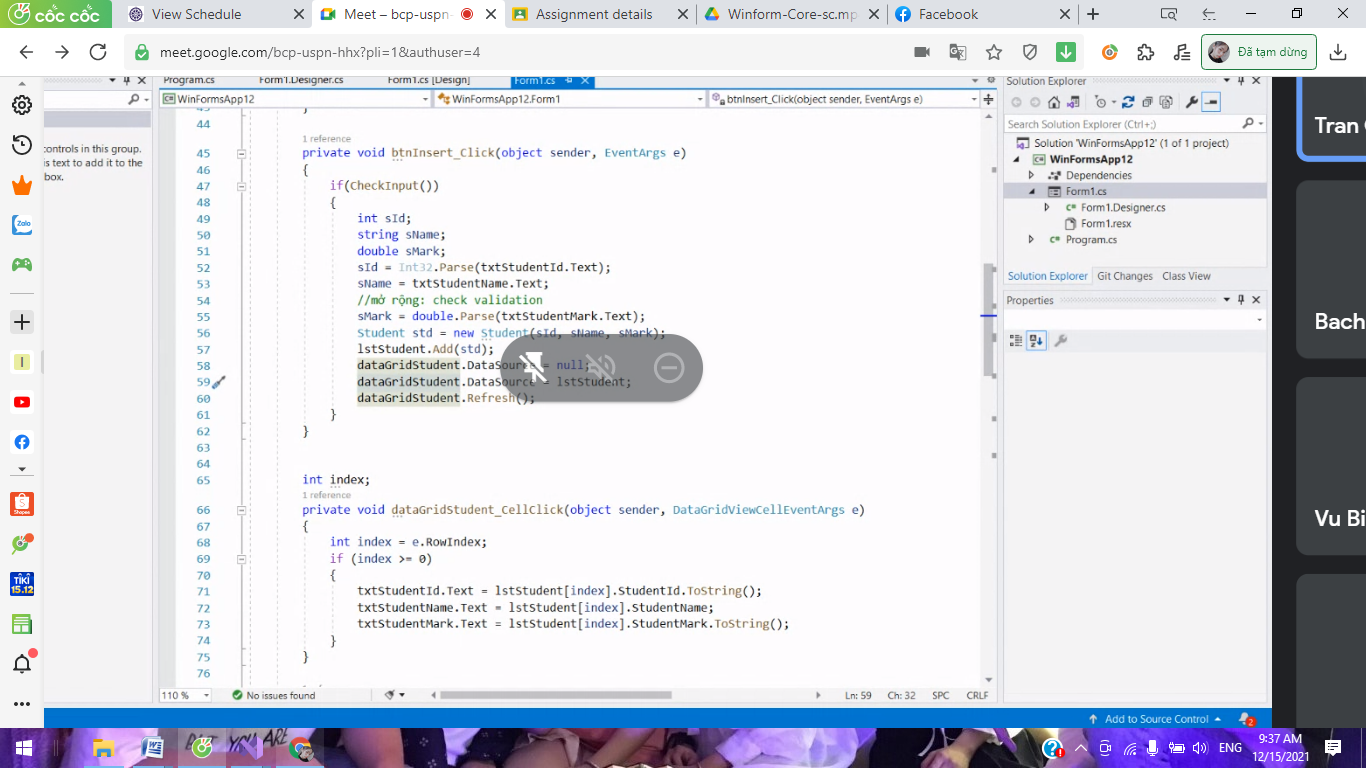 cốc cốc
View Schedule
Meet – bcp-uspn-
Assignment details
Winform-Core-sc.mp
Facebook
meet.google.com/bcp-uspn-hhx?pli=1&authuser=4
Đã tạm dừng
Program.cs
Form1.Designer.cs
Form1.cs [Design]
Form1.cs
Solution Explorer
WinFormsApp12
WinFormsApp12.Form1
btnInsert_Click(object sender, EventArgs e)
controls in this group.
is text to add it to the
box.
44
1 reference
45 private void btnInsert_Click(object sender, EventArgs e)
46 {
47 if(CheckInput())
48 {
49 int sId;
50 string sName;
51 double sMark;
52 sId = Int32.Parse(txtStudentId.Text);
53 sName = txtStudentName.Text;
54 //mở rộng: check validation
55 sMark = double.Parse(txtStudentMark.Text);
56 Student std = new Student(sId, sName, sMark);
57 lstStudent.Add(std);
58 dataGridStudent.DataSource = null;
59 dataGridStudent.DataSource = lstStudent;
60 dataGridStudent.Refresh();
61 }
62 }
63
64
65 int index;
1 reference
66 private void dataGridStudent_CellClick(object sender, DataGridViewCellEventArgs e)
67 {
68 int index = e.RowIndex;
69 if (index >= 0)
70 {
71 txtStudentId.Text = lstStudent[index].StudentId.ToString();
72 txtStudentName.Text = lstStudent[index].StudentName;
73 txtStudentMark.Text = lstStudent[index].StudentMark.ToString();
74 }
75 }
76
110 %
No issues found
Ln: 59
Ch: 32
SPC
CRLF
Search Solution Explorer (Ctrl+;)
Solution 'WinFormsApp12' (1 of 1 project)
WinFormsApp12
Dependencies
Form1.cs
Form1.Designer.cs
Form1.resx
Program.cs
Solution Explorer
Git Changes
Class View
Properties
Add to Source Control
2
Tran
Bach
Vu Bi
Zalo
I
Shopee
TIKI
15.12
ENG
9:37 AM
12/15/2021